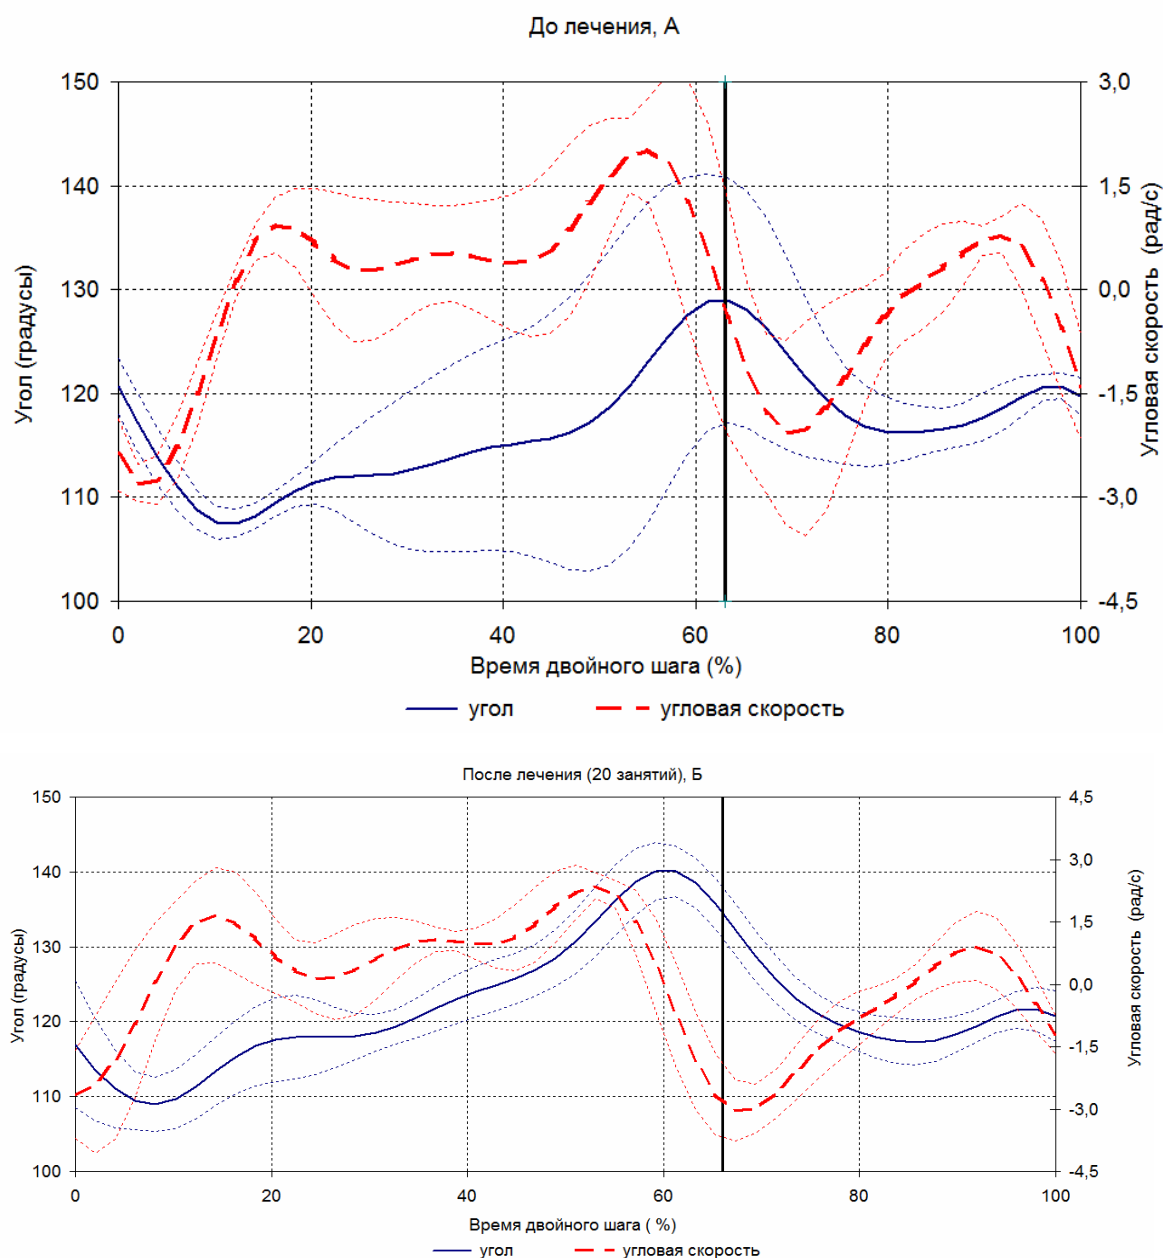 До лечения, А
150
140
130
120
110
100
Угол (градусы)
3,0
1,5
0,0
-1,5
-3,0
-4,5
Угловая скорость (рад/с)
0 20 40 60 80 100
Время двойного шага (%)
угол угловая скорость
После лечения (20 занятий), Б
150
140
130
120
110
100
Угол (градусы)
4,5
3,0
1,5
0,0
-1,5
-3,0
-4,5
Угловая скорость (рад/с)
0 20 40 60 80 100
Время двойного шага ( %)
угол угловая скорость